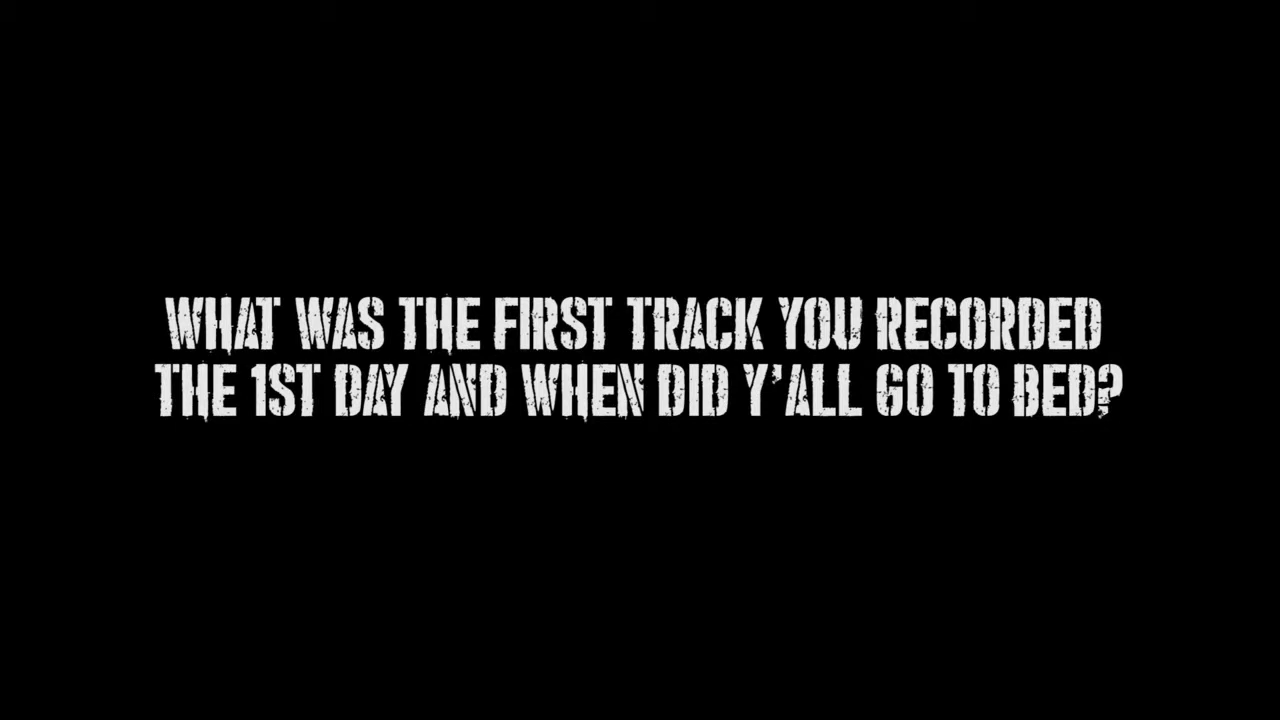 WHAT WAS THE FIRST TRACK YOU RECORDED
THE 1ST DAY AND WHEN DID Y'ALL GO TO BED?